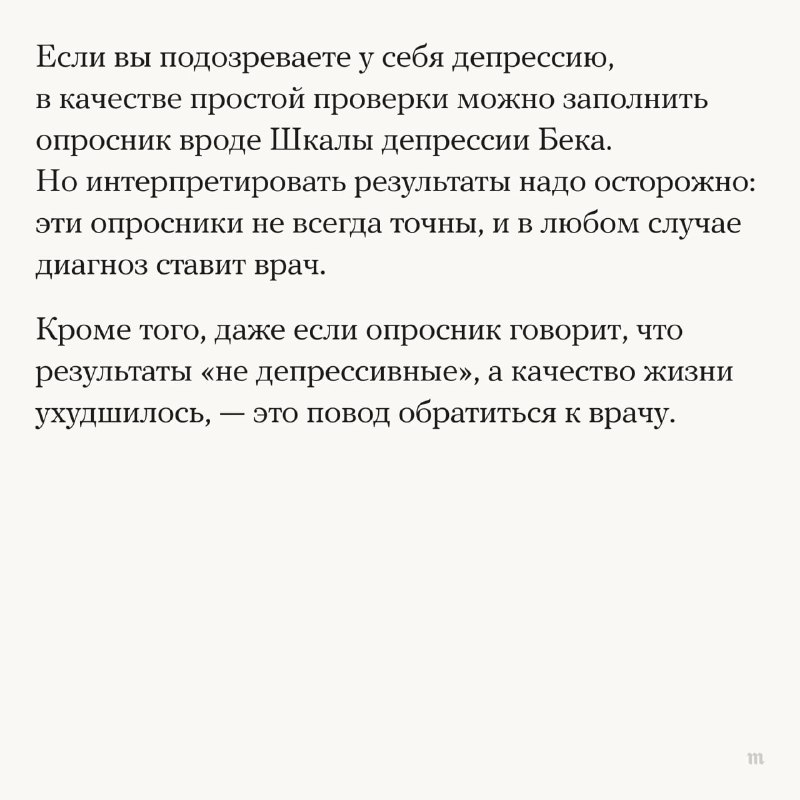 Если вы подозреваете у себя депрессию,
в качестве простой проверки можно заполнить
опросник вроде Шкалы депрессии Бека.
Но интерпретировать результаты надо осторожно:
эти опросники не всегда точны, и в любом случае
диагноз ставит врач.
Кроме того, даже если опросник говорит, что
результаты «не депрессивные», а качество жизни
ухудшилось, — это повод обратиться к врачу.
m